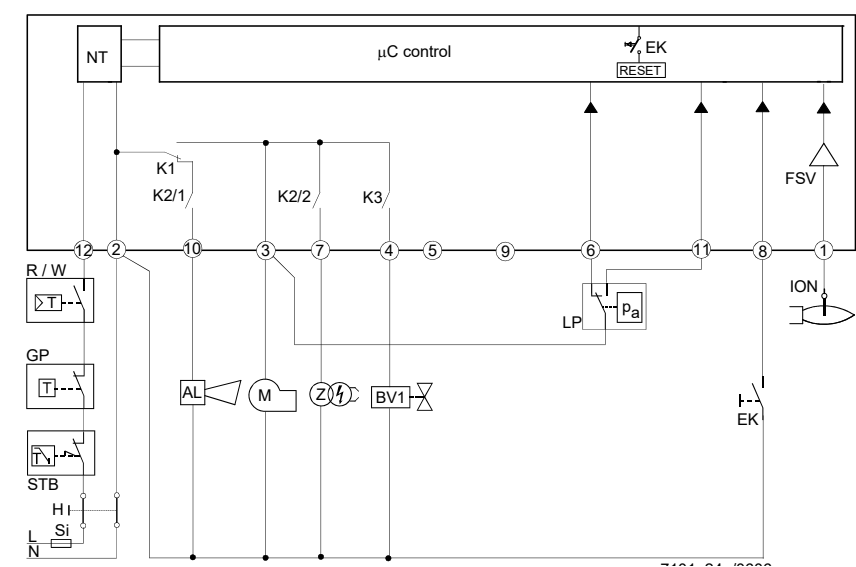 NT
μC control
EK
RESET
K1
K2/1
K2/2
K3
FSV
12
2
10
3
7
4
5
9
6
11
8
1
R / W
T
ION
LP
pa
GP
T
AL
M
Z
BV1
EK
T
STB
H
L
Si
N